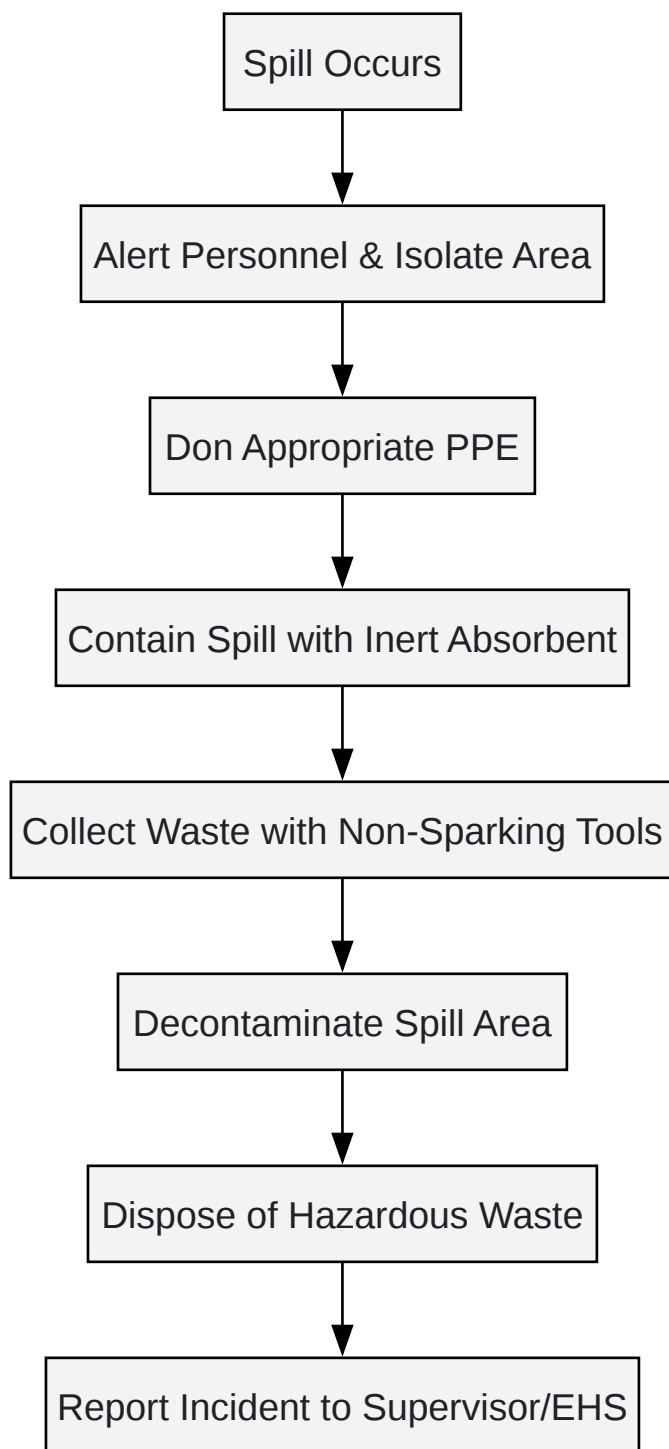 Spill Occurs
Alert Personnel & Isolate Area
Don Appropriate PPE
Contain Spill with Inert Absorbent
Collect Waste with Non-Sparking Tools
Decontaminate Spill Area
Dispose of Hazardous Waste
Report Incident to Supervisor/EHS